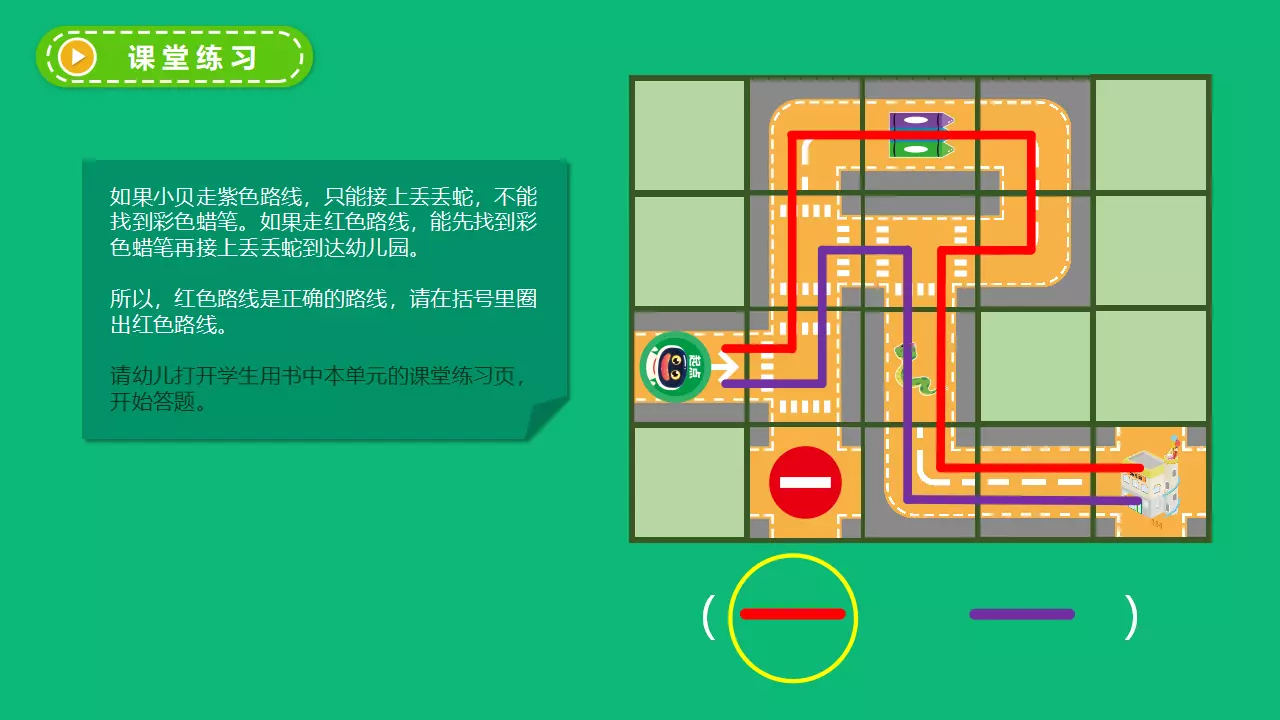 课堂练习
如果小贝走紫色路线，只能接上丢丢蛇，不能
找到彩色蜡笔。如果走红色路线，能先找到彩
色蜡笔再接上丢丢蛇到达幼儿园。
所以，红色路线是正确的路线，请在括号里圈
出红色路线。
请幼儿打开学生用书中本单元的课堂练习页，
开始答题。
起点
(          )